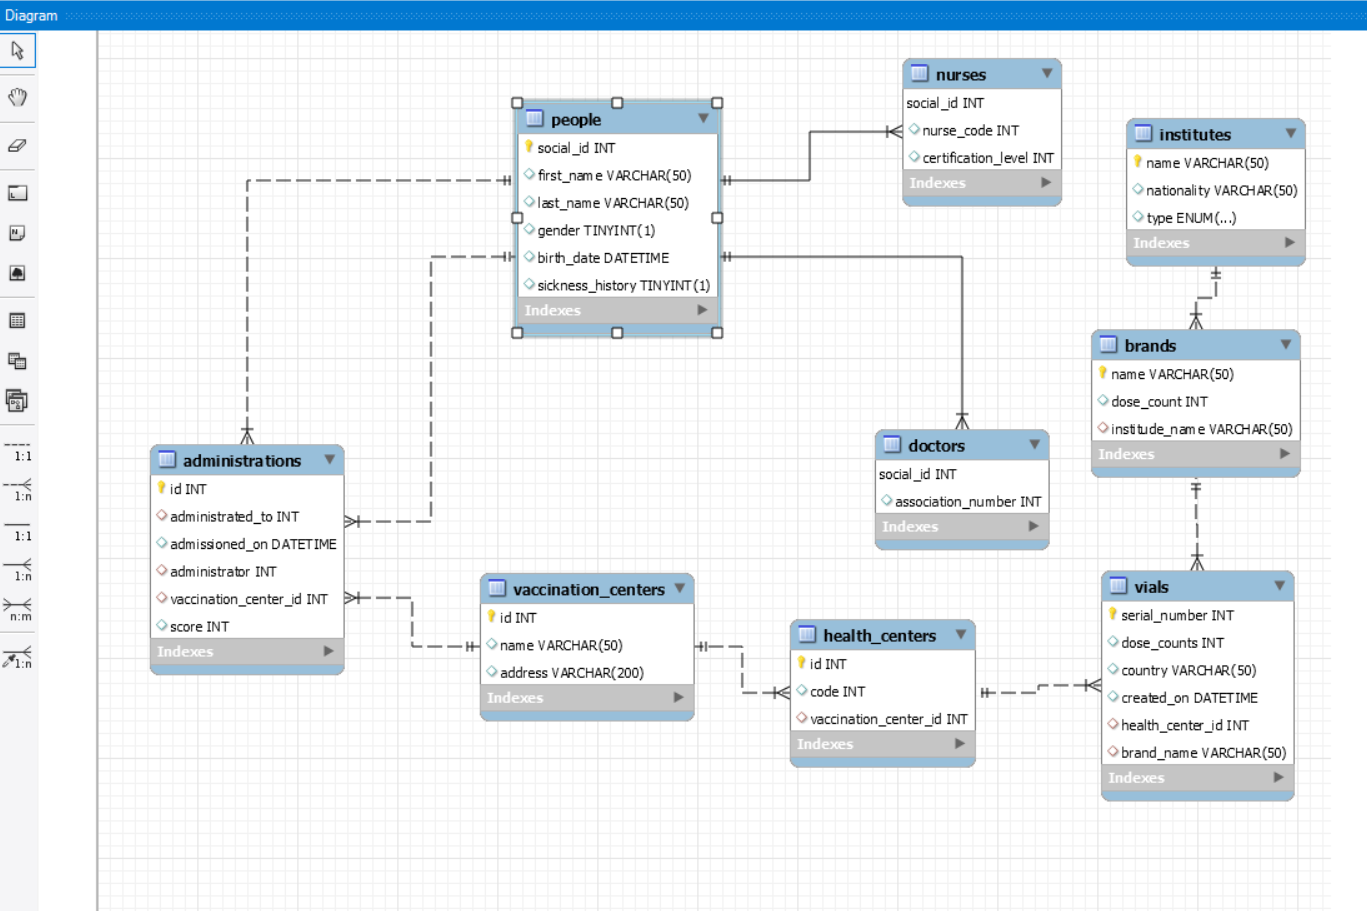 Diagram
1:1
1:n
1:1
1:n
n:m
1:n
people
social_id INT
first_name VARCHAR(50)
last_name VARCHAR(50)
gender TINYINT(1)
birth_date DATETIME
sickness_history TINYINT(1)
Indexes
nurses
social_id INT
nurse_code INT
certification_level INT
Indexes
institutes
name VARCHAR(50)
nationality VARCHAR(50)
type ENUM(...)
Indexes
brands
name VARCHAR(50)
dose_count INT
institude_name VARCHAR(50)
Indexes
administrations
id INT
administrated_to INT
admissioned_on DATETIME
administrator INT
vaccination_center_id INT
score INT
Indexes
doctors
social_id INT
association_number INT
Indexes
vaccination_centers
id INT
name VARCHAR(50)
address VARCHAR(200)
Indexes
health_centers
id INT
code INT
vaccination_center_id INT
Indexes
vials
serial_number INT
dose_counts INT
country VARCHAR(50)
created_on DATETIME
health_center_id INT
brand_name VARCHAR(50)
Indexes